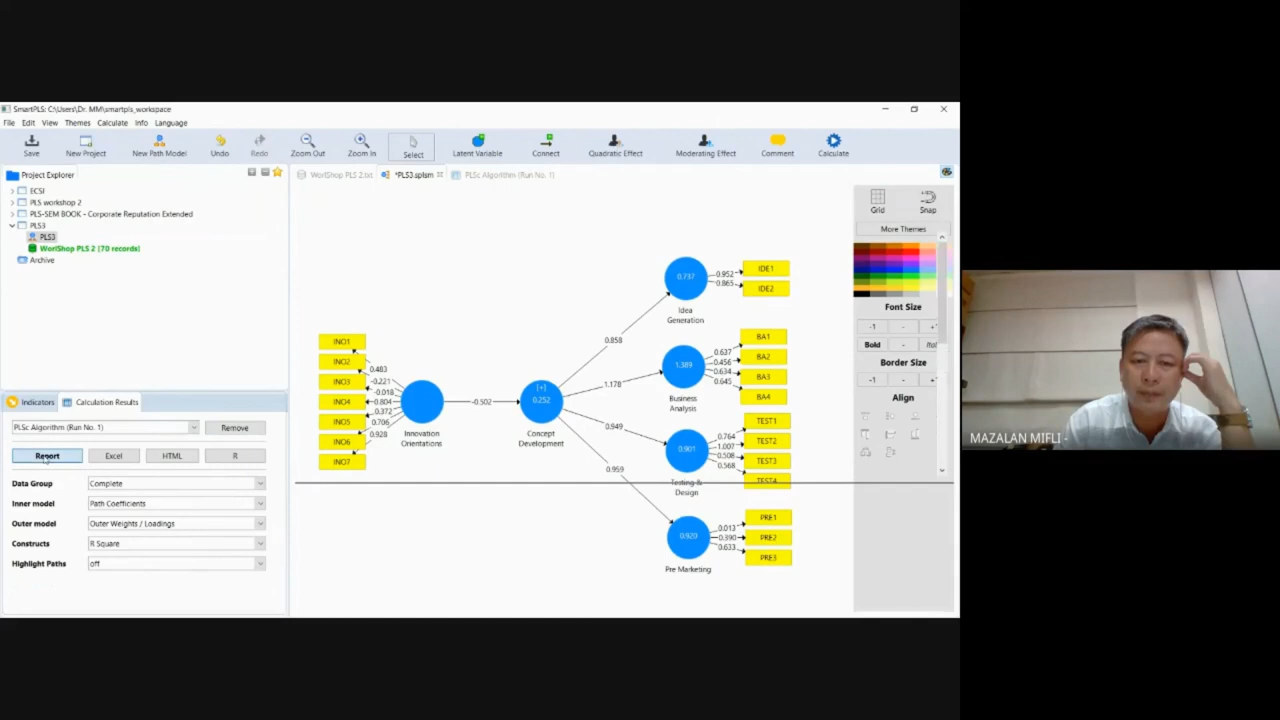 SmartPLS: C:\Users\Dr. MM\smartpls_workspace
File Edit View Themes Calculate Info Language
Save New Project New Path Model Undo Redo Zoom Out Zoom In Select Latent Variable Connect Quadratic Effect Moderating Effect Comment Calculate
Project Explorer
ECSI
PLS workshop 2
PLS-SEM BOOK - Corporate Reputation Extended
PLS3
PLS3
WorlShop PLS 2 [70 records]
Archive
WorlShop PLS 2.txt *PLS3.splsm PLSc Algorithm (Run No. 1)
Indicators Calculation Results
PLSc Algorithm (Run No. 1) Remove
Report Excel HTML R
Data Group Complete
Inner model Path Coefficients
Outer model Outer Weights / Loadings
Constructs R Square
Highlight Paths off
INO1
INO2
INO3
INO4
INO5
INO6
INO7
0.483
-0.221
-0.018
0.804
0.372
0.706
0.928
Innovation
Orientations
-0.502
[+]
0.252
Concept
Development
0.858
1.178
0.949
0.959
0.737
Idea
Generation
0.952
0.865
IDE1
IDE2
1.389
Business
Analysis
0.637
0.456
0.634
0.645
BA1
BA2
BA3
BA4
0.901
Testing &
Design
0.764
1.007
0.508
0.568
TEST1
TEST2
TEST3
TEST4
0.920
Pre Marketing
0.013
0.390
0.633
PRE1
PRE2
PRE3
Grid Snap
More Themes
Font Size
-1 - +1
Bold - Ital
Border Size
-1 - +1
Align
MAZALAN MIFLI -